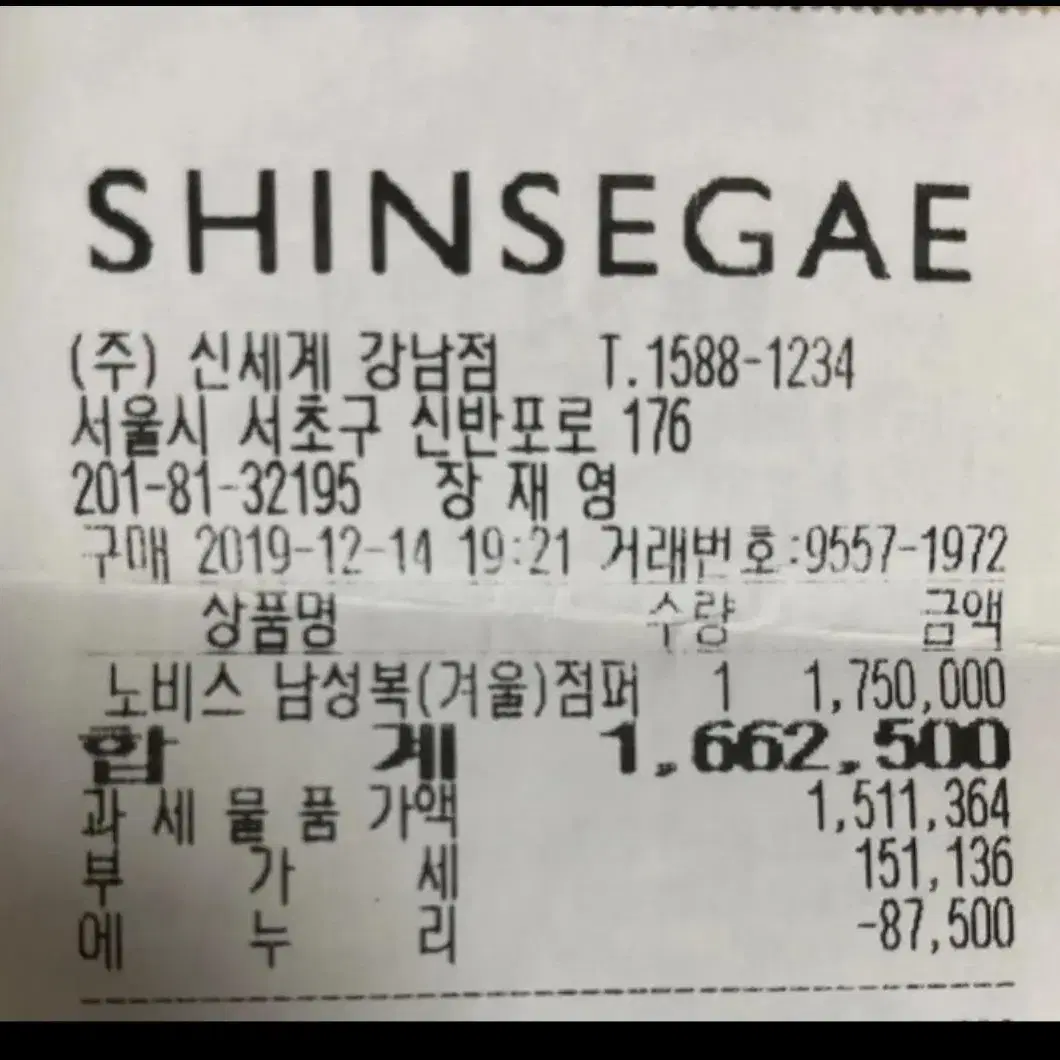 SHINSEGAE
(주) 신세계 강남점 T.1588-1234
서울시 서초구 신반포로 176
201-81-32195 장 재 영
구매 2019-12-14 19:21 거래번호:9557-1972
상품명 수량 금액
노비스 남성복(겨울)점퍼 1 1,750,000
합 계 1,662,500
과 세 물 품 가액 1,511,364
부 가 세 151,136
에 누 리 -87,500